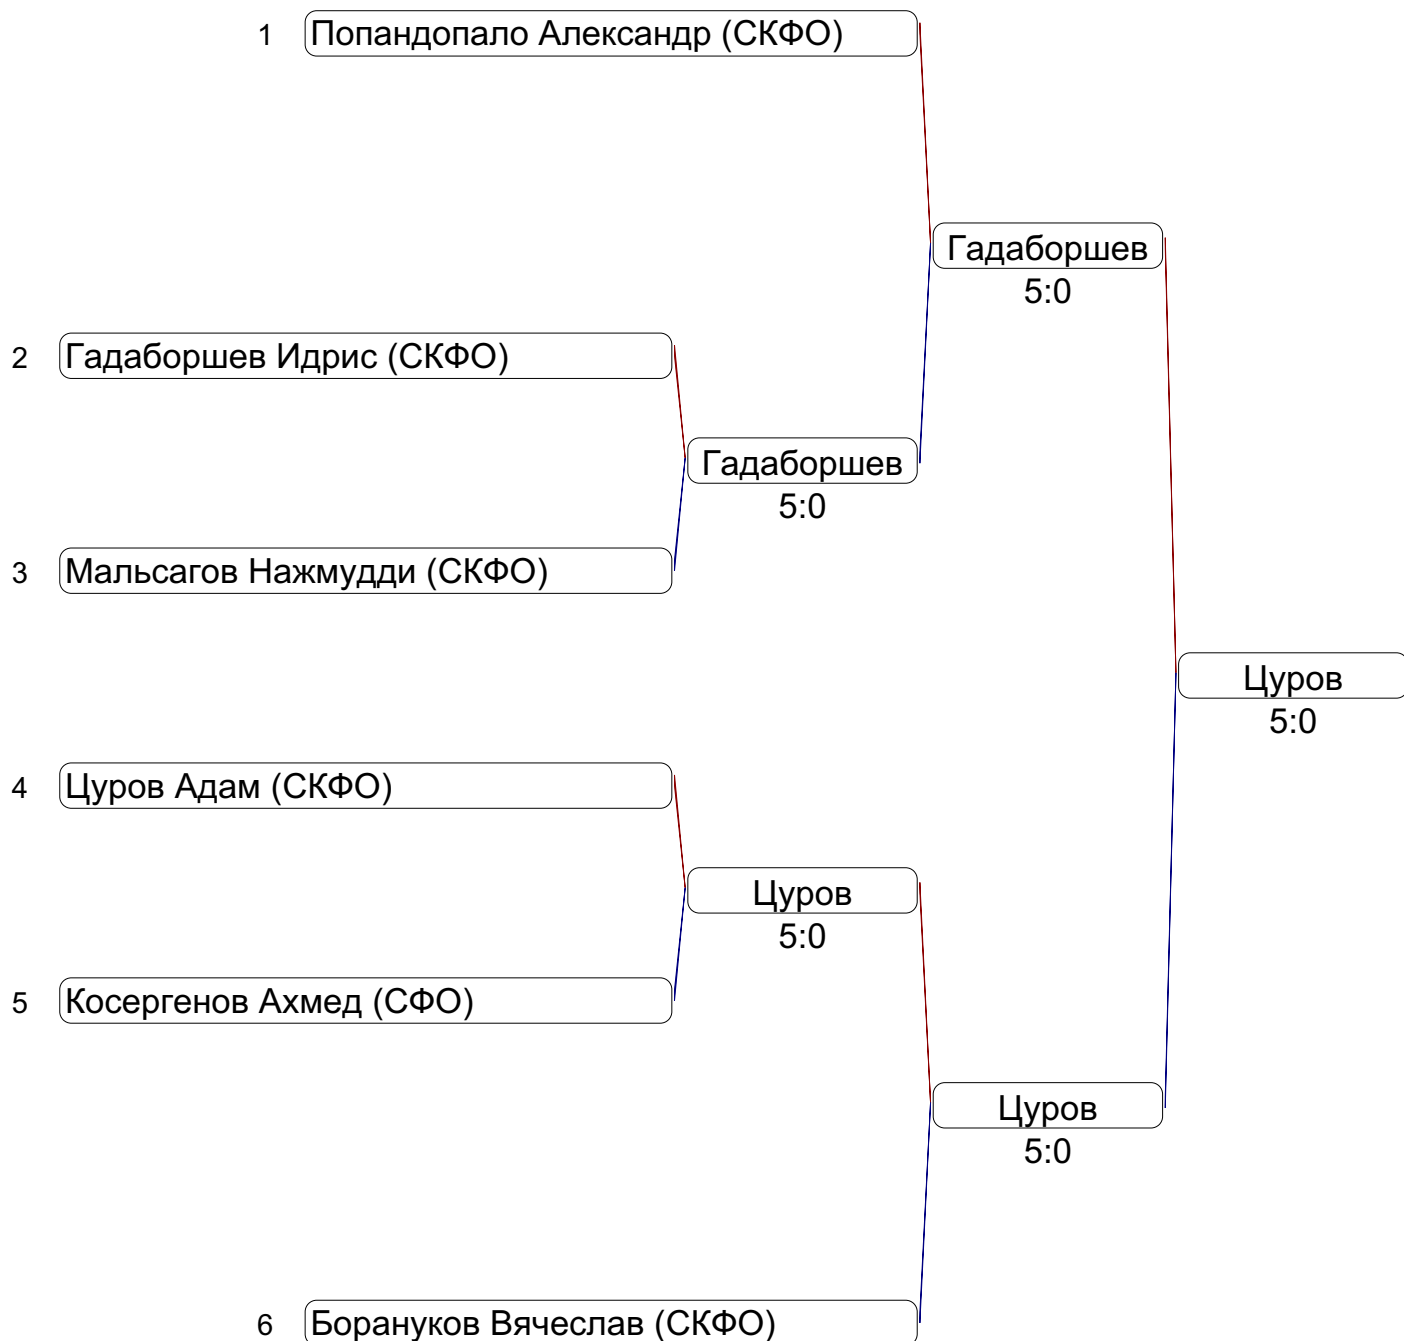 1 Попандопало Александр (СКФО)
Гадаборшев
5:0
2 Гадаборшев Идрис (СКФО)
Гадаборшев
5:0
3 Мальсагов Нажмудди (СКФО)
Цуров
5:0
4 Цуров Адам (СКФО)
Цуров
5:0
5 Косергенов Ахмед (СФО)
Цуров
5:0
6 Борануков Вячеслав (СКФО)